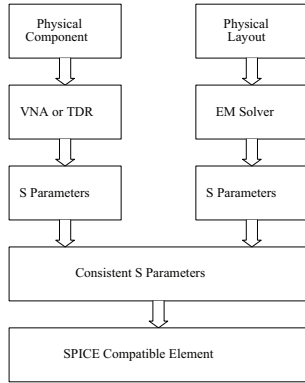 Physical
Component
Physical
Layout
VNA or TDR
EM Solver
S Parameters
S Parameters
Consistent S Parameters
SPICE Compatible Element